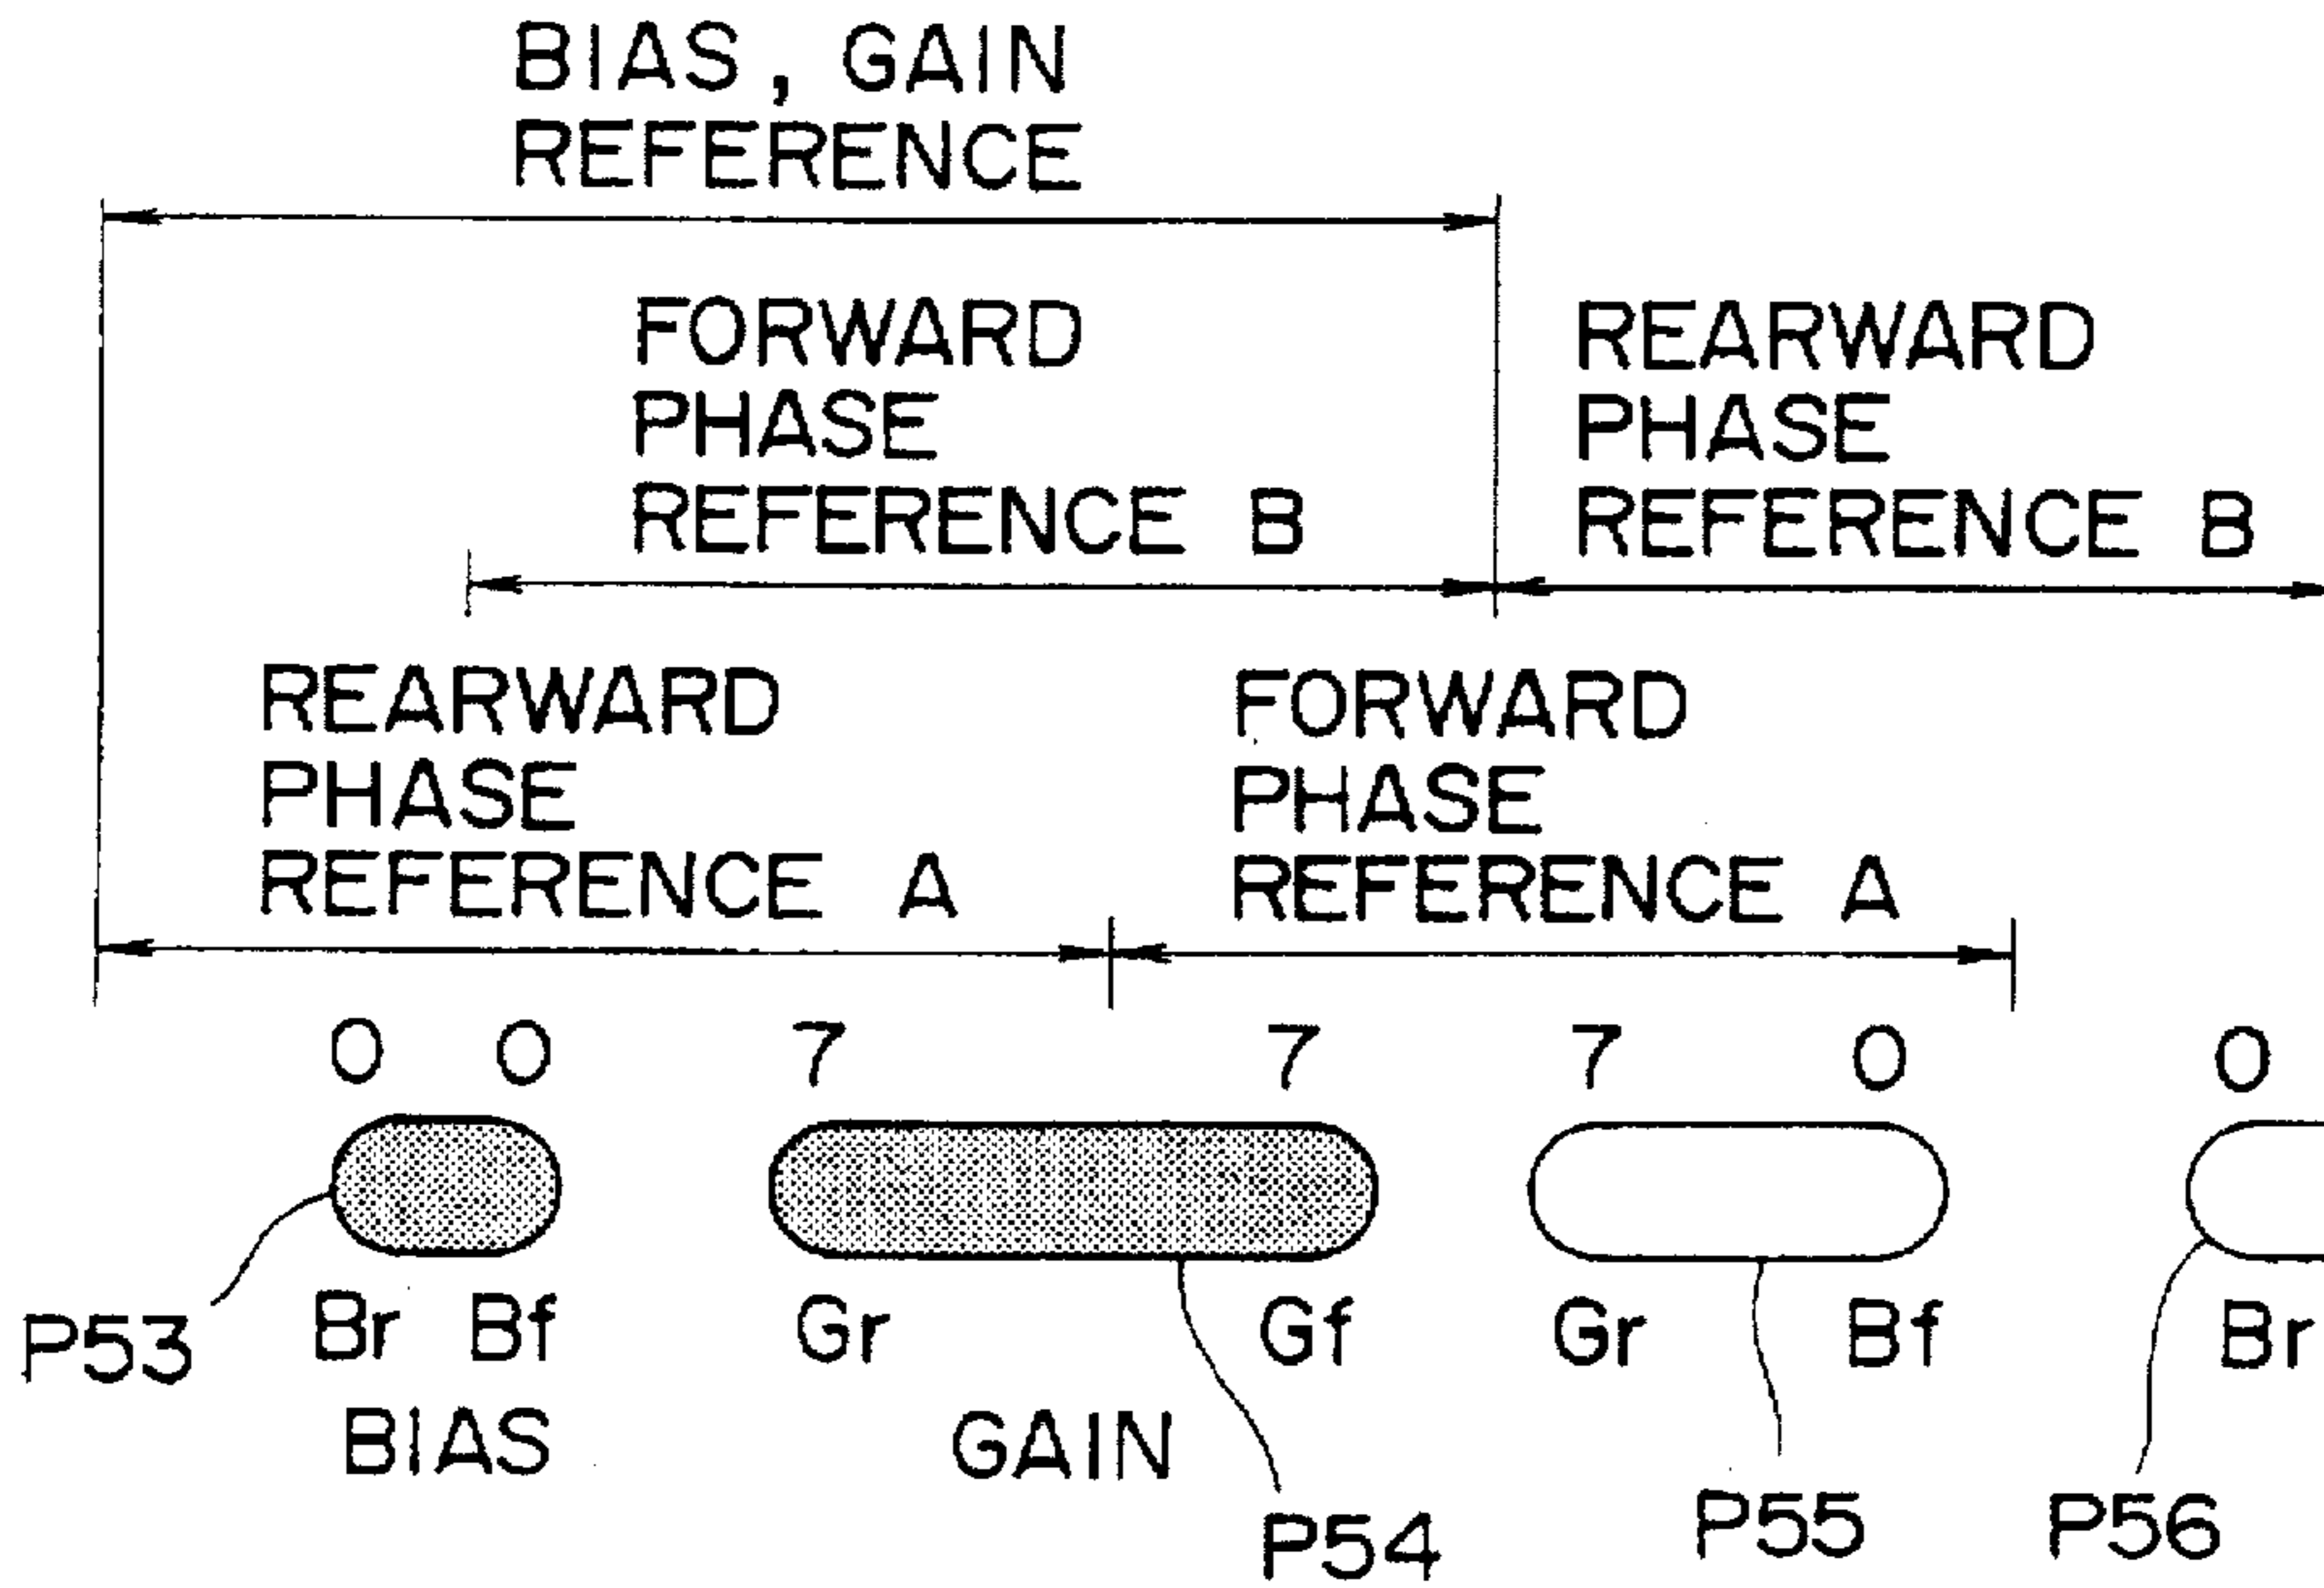 BIAS, GAIN
REFERENCE
FORWARD
PHASE
REFERENCE B
REARWARD
PHASE
REFERENCE B
REARWARD
PHASE
REFERENCE A
FORWARD
PHASE
REFERENCE A
0 0 7 7 7 0 0
Br Bf Gr Gf Gr Bf Br
P53
BIAS GAIN
P54 P55 P56